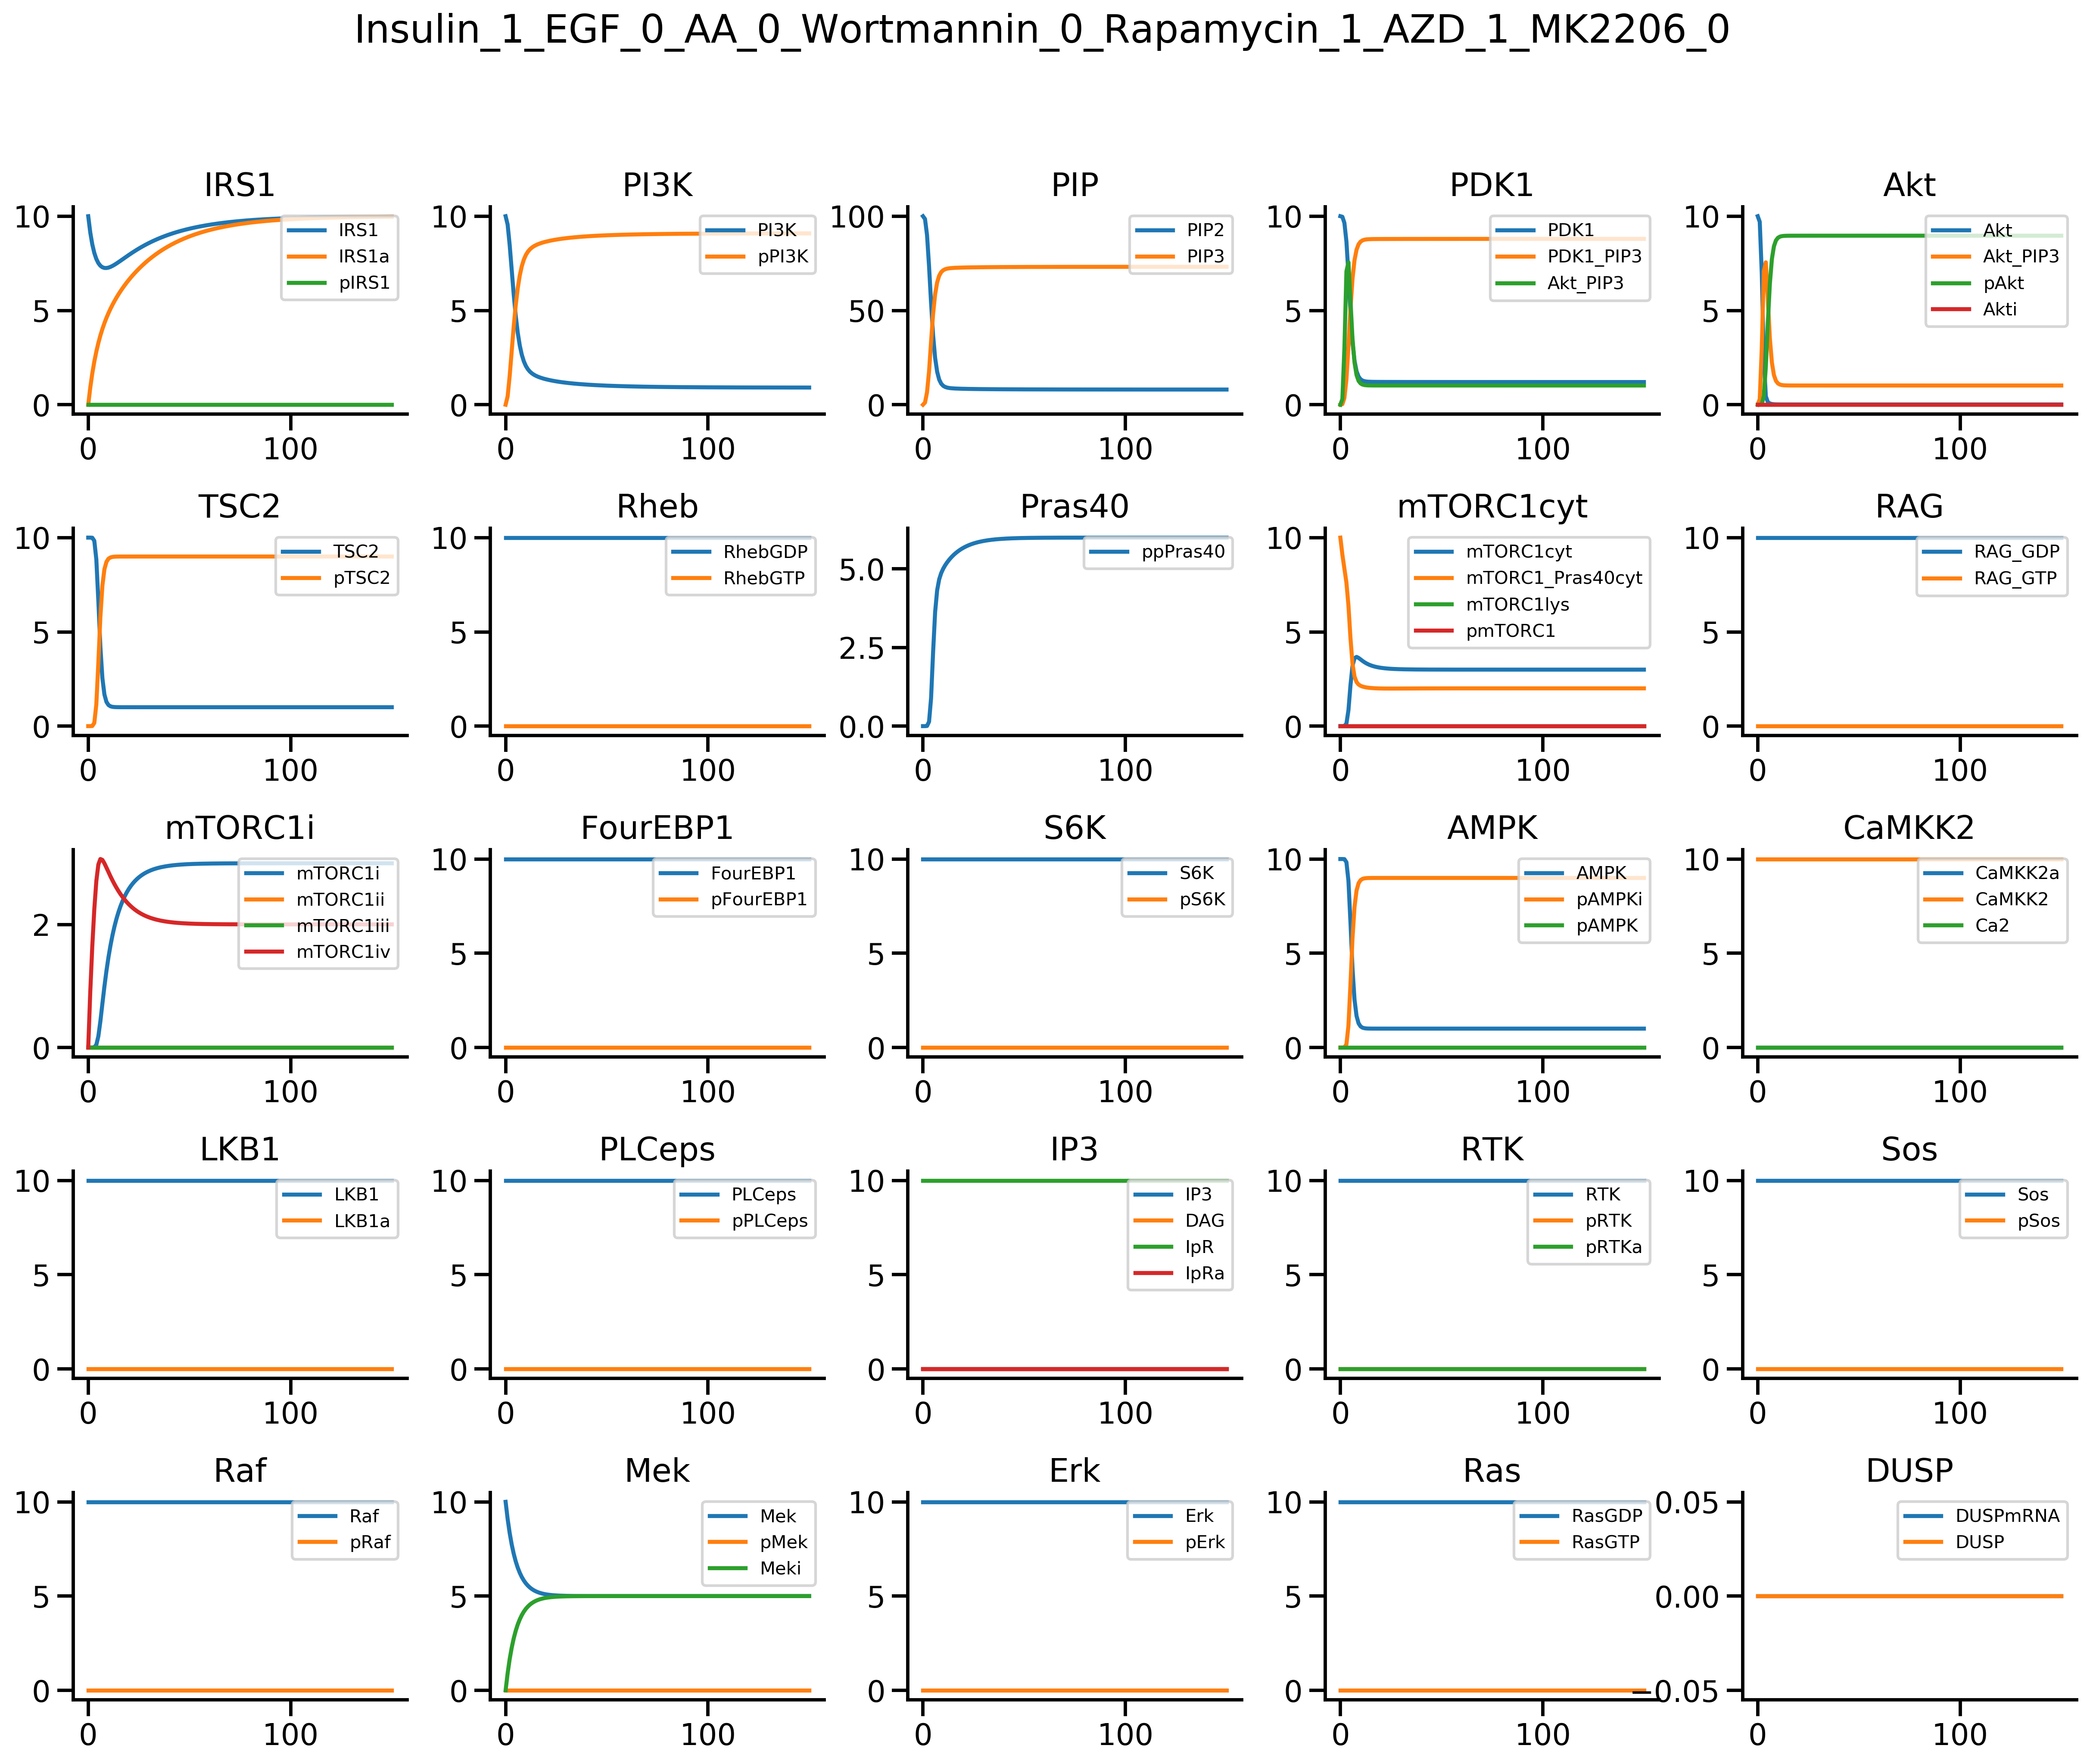 Insulin_1_EGF_0_AA_0_Wortmannin_0_Rapamycin_1_AZD_1_MK2206_0
IRS1
10
5
0
0
100
IRS1
IRS1a
pIRS1
PI3K
10
5
0
0
100
PI3K
pPI3K
PIP
100
50
0
0
100
PIP2
PIP3
PDK1
10
5
0
0
100
PDK1
PDK1_PIP3
Akt_PIP3
Akt
10
5
0
0
100
Akt
Akt_PIP3
pAkt
Akti
TSC2
10
5
0
0
100
TSC2
pTSC2
Rheb
10
5
0
0
100
RhebGDP
RhebGTP
Pras40
5.0
2.5
0.0
0
100
ppPras40
mTORC1cyt
10
5
0
0
100
mTORC1cyt
mTORC1_Pras40cyt
mTORC1lys
pmTORC1
RAG
10
5
0
0
100
RAG_GDP
RAG_GTP
mTORC1i
2
0
0
100
mTORC1i
mTORC1ii
mTORC1iii
mTORC1iv
FourEBP1
10
5
0
0
100
FourEBP1
pFourEBP1
S6K
10
5
0
0
100
S6K
pS6K
AMPK
10
5
0
0
100
AMPK
pAMPKi
pAMPK
CaMKK2
10
5
0
0
100
CaMKK2a
CaMKK2
Ca2
LKB1
10
5
0
0
100
LKB1
LKB1a
PLCeps
10
5
0
0
100
PLCeps
pPLCeps
IP3
10
5
0
0
100
IP3
DAG
IpR
IpRa
RTK
10
5
0
0
100
RTK
pRTK
pRTKa
Sos
10
5
0
0
100
Sos
pSos
Raf
10
5
0
0
100
Raf
pRaf
Mek
10
5
0
0
100
Mek
pMek
Meki
Erk
10
5
0
0
100
Erk
pErk
Ras
10
5
0
0
100
RasGDP
RasGTP
DUSP
0.05
0.00
−0.05
0
100
DUSPmRNA
DUSP